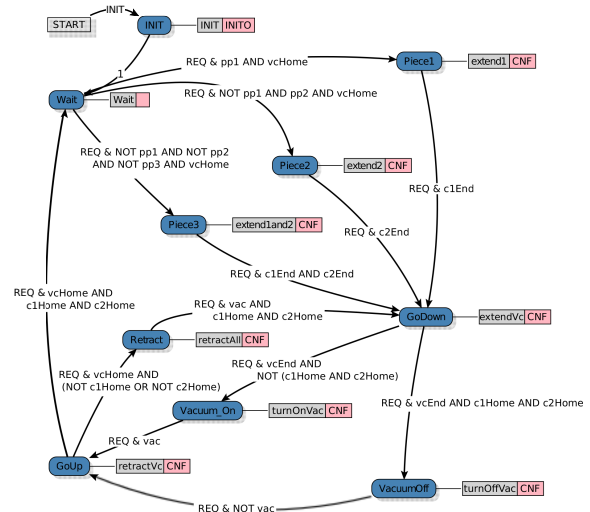 START
INIT
INIT
INIT INITO
1
REQ & pp1 AND vcHome
Piece1
extend1 CNF
Wait
Wait
REQ & NOT pp1 AND pp2 AND vcHome
REQ & NOT pp1 AND NOT pp2
AND NOT pp3 AND vcHome
Piece2
extend2 CNF
REQ & c1End
Piece3
extend1and2 CNF
REQ & c2End
REQ & c1End AND c2End
REQ & vcHome AND
c1Home AND c2Home
REQ & vac AND
c1Home AND c2Home
GoDown
extendVc CNF
Retract
retractAll CNF
REQ & vcEnd AND
NOT (c1Home AND c2Home)
REQ & vcHome AND
(NOT c1Home OR NOT c2Home)
REQ & vcEnd AND c1Home AND c2Home
Vacuum_On
turnOnVac CNF
REQ & vac
GoUp
retractVc CNF
VacuumOff
turnOffVac CNF
REQ & NOT vac